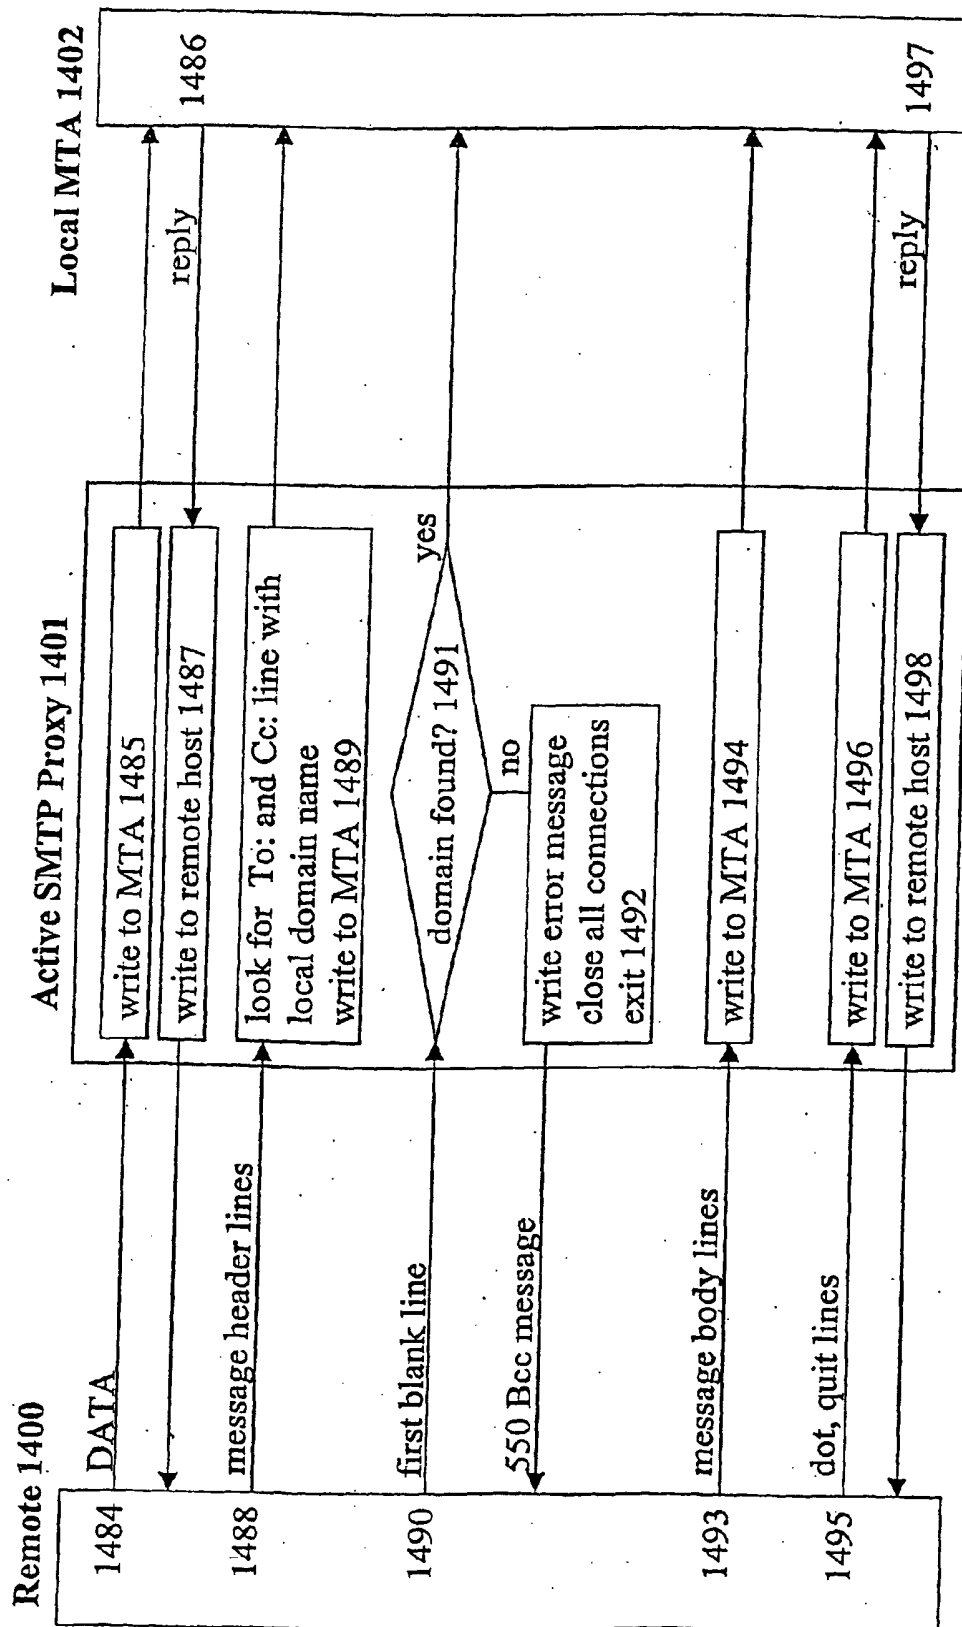 Remote 1400
Active SMTP Proxy 1401
Local MTA 1402
1484
DATA
write to MTA 1485
1486
reply
write to remote host 1487
1488
message header lines
look for To: and Cc: line with
local domain name
write to MTA 1489
1490
first blank line
domain found? 1491
yes
no
550 Bcc message
write error message
close all connections
exit 1492
1493
message body lines
write to MTA 1494
1495
dot, quit lines
write to MTA 1496
1497
reply
write to remote host 1498